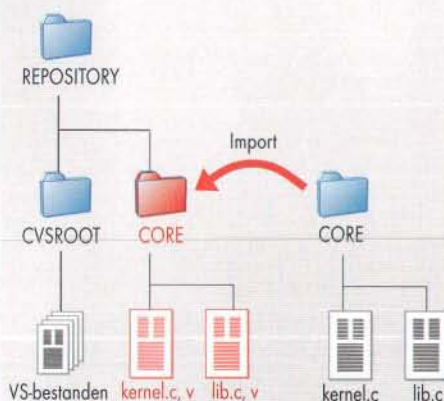 REPOSITORY
Import
CVSROOT
CORE
CORE
VS-bestanden
kernel.c, v
lib.c, v
kernel.c
lib.c